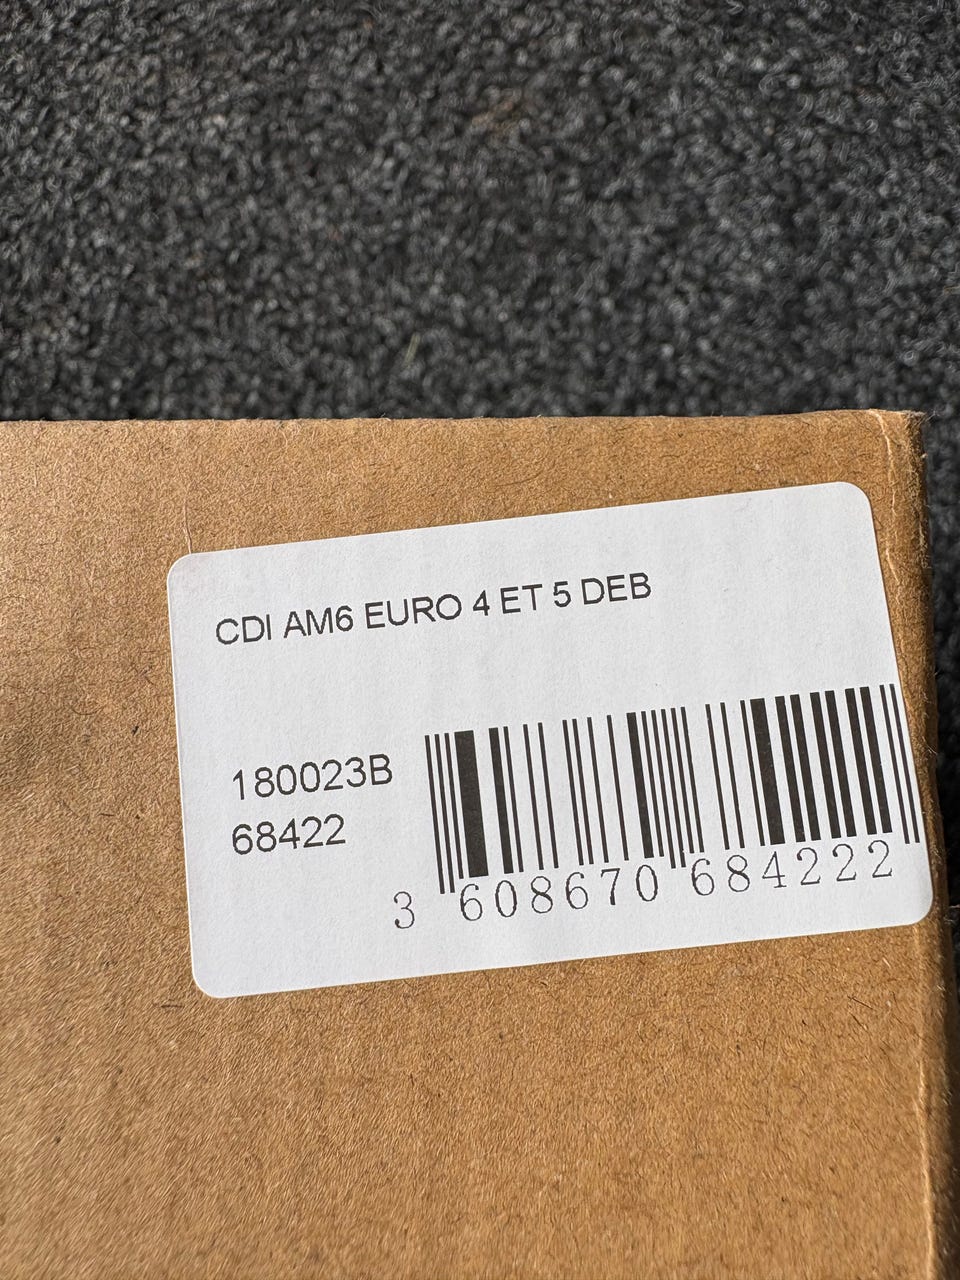 CDI AM6 EURO 4 ET 5 DEB
180023B
68422
3 608670 684222